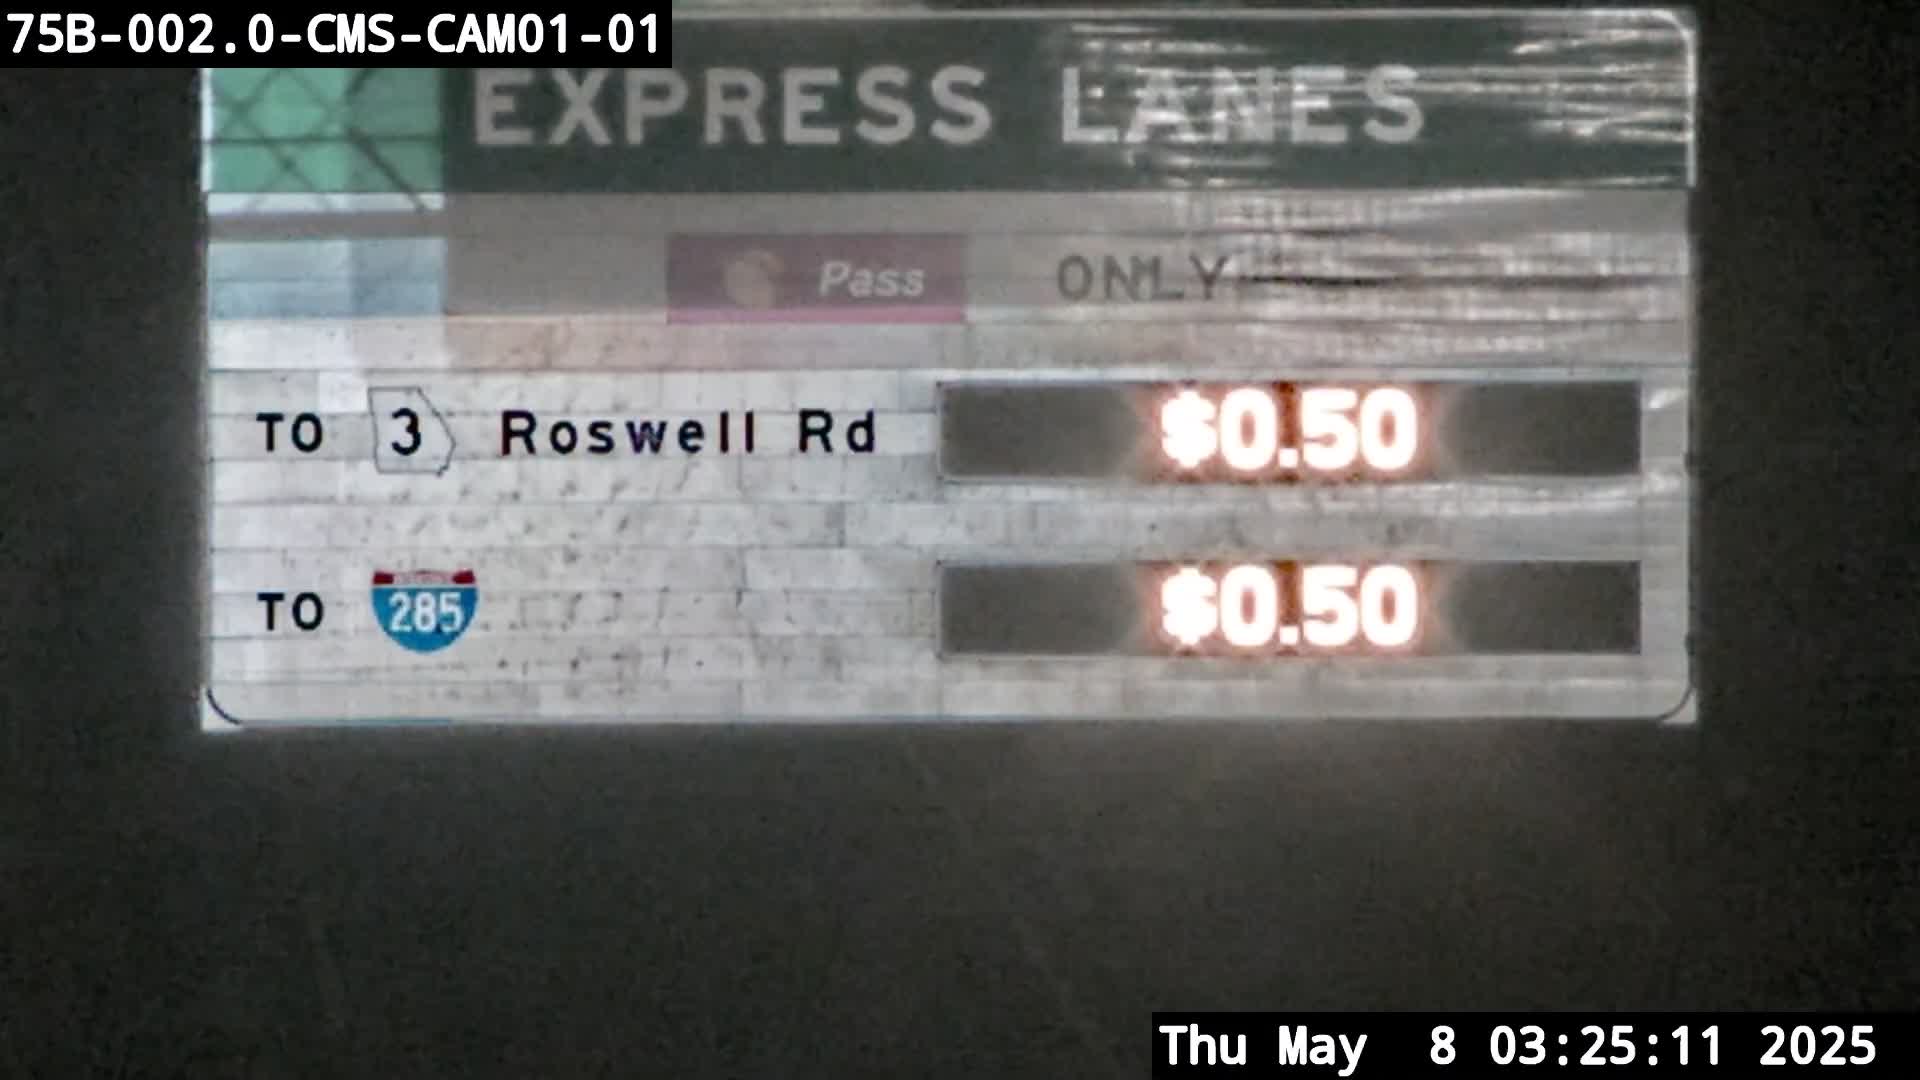 75B-002.0-CMS-CAM01-01
EXPRESS LANES
Pass ONLY
TO 3 Roswell Rd $0.50
TO 285 $0.50
Thu May 8 03:25:11 2025